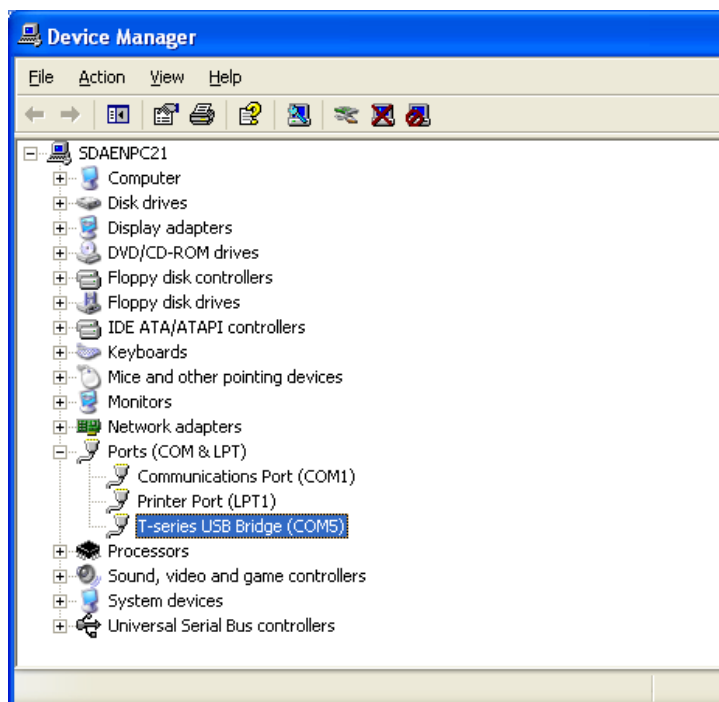 Device Manager
File Action View Help
SDAENPC21
Computer
Disk drives
Display adapters
DVD/CD-ROM drives
Floppy disk controllers
Floppy disk drives
IDE ATA/ATAPI controllers
Keyboards
Mice and other pointing devices
Monitors
Network adapters
Ports (COM & LPT)
Communications Port (COM1)
Printer Port (LPT1)
T-series USB Bridge (COM5)
Processors
Sound, video and game controllers
System devices
Universal Serial Bus controllers